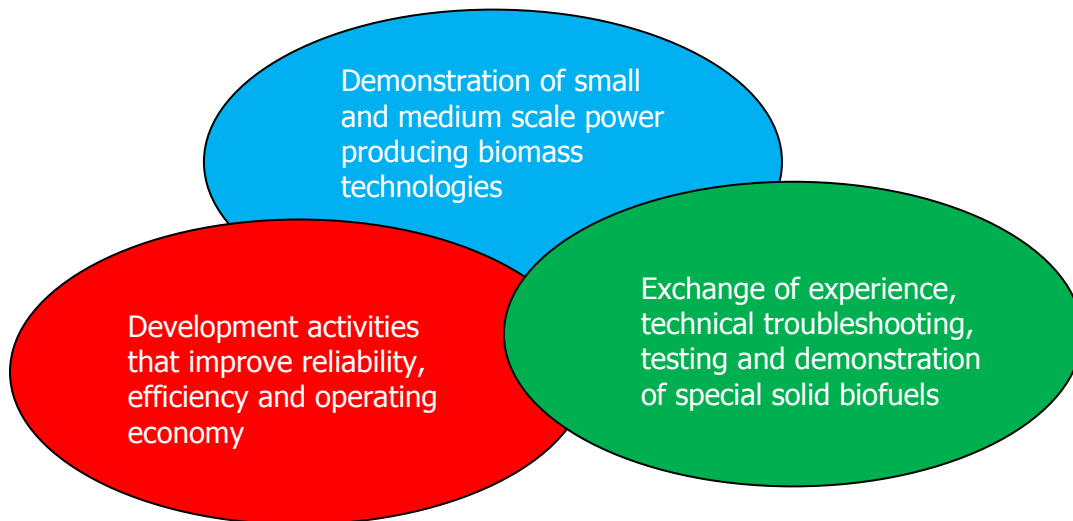 Demonstration of small
and medium scale power
producing biomass
technologies
Development activities
that improve reliability,
efficiency and operating
economy
Exchange of experience,
technical troubleshooting,
testing and demonstration
of special solid biofuels